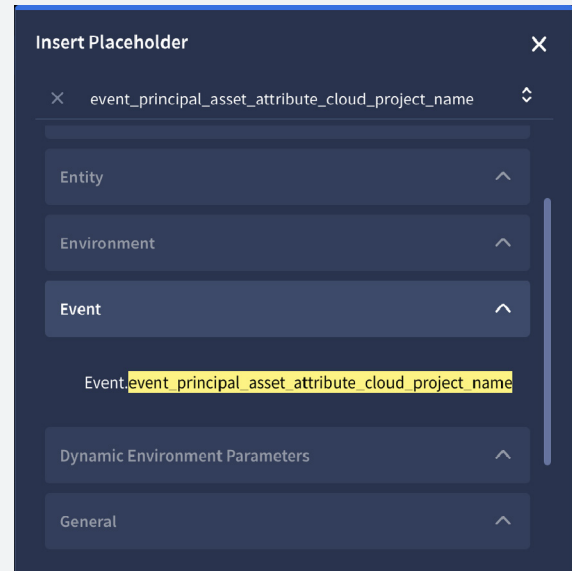 Insert Placeholder
event_principal_asset_attribute_cloud_project_name
Entity
Environment
Event
Event.event_principal_asset_attribute_cloud_project_name
Dynamic Environment Parameters
General